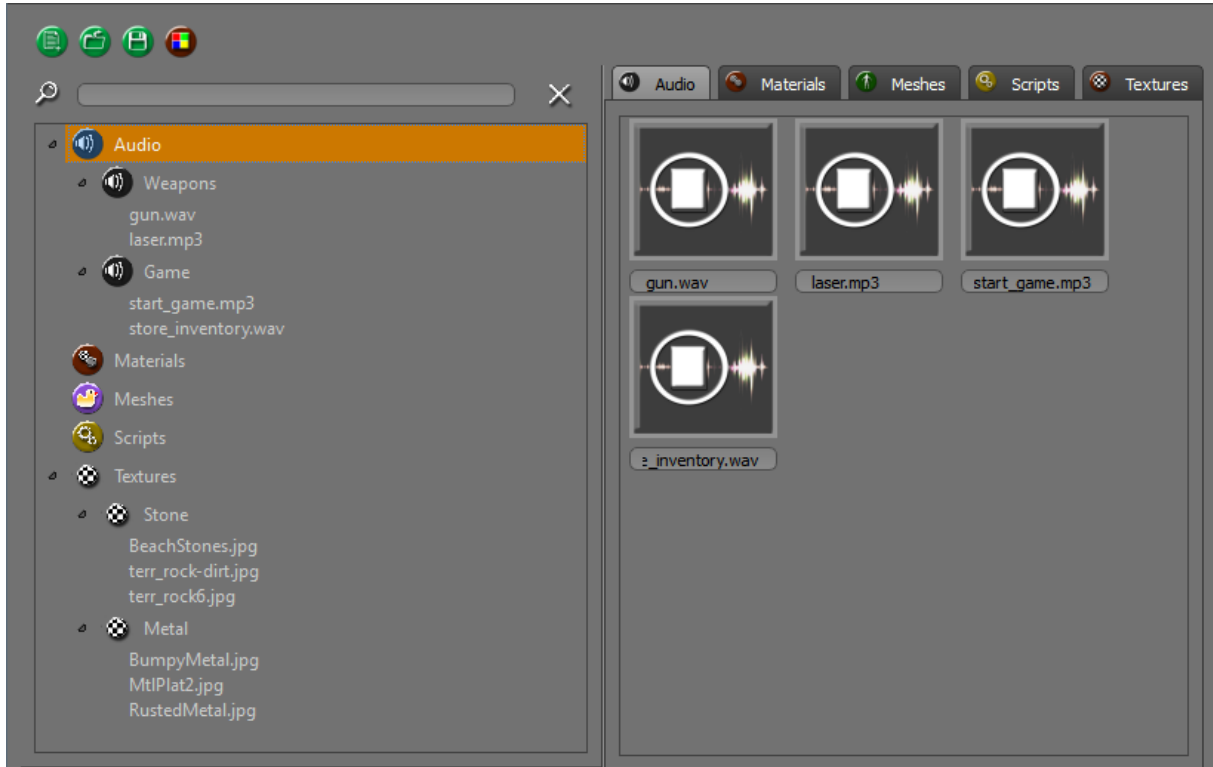 Audio
Weapons
gun.wav
laser.mp3
Game
start_game.mp3
store_inventory.wav
Materials
Meshes
Scripts
Textures
Stone
BeachStones.jpg
terr_rock-dirt.jpg
terr_rock6.jpg
Metal
BumpyMetal.jpg
MtlPlat2.jpg
RustedMetal.jpg
Audio Materials Meshes Scripts Textures
gun.wav laser.mp3 start_game.mp3
e_inventory.wav